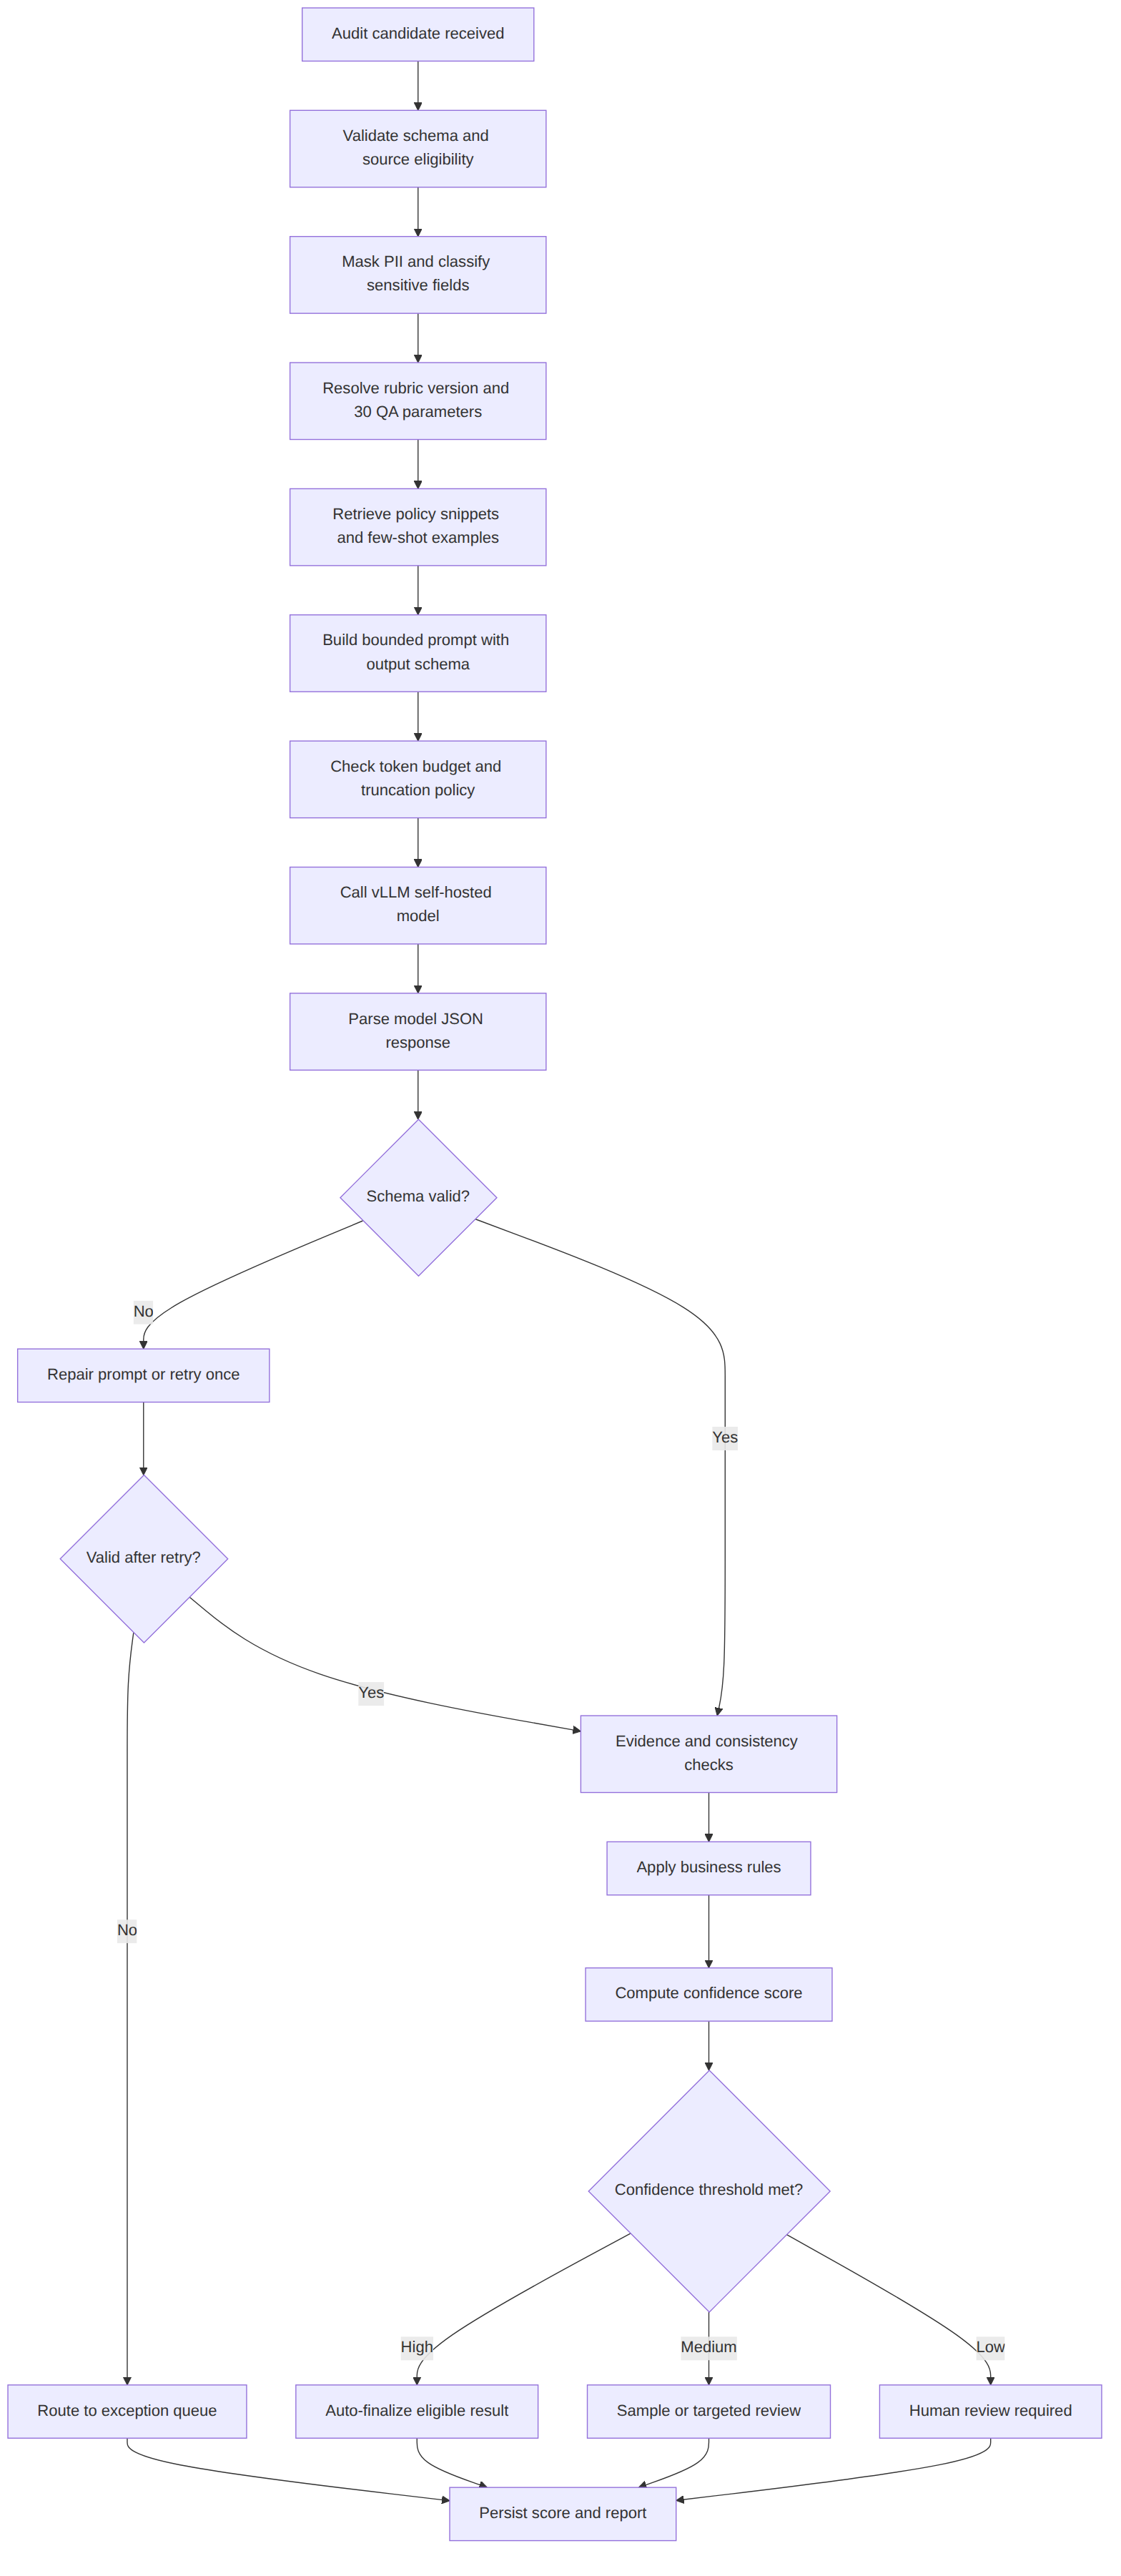 Audit candidate received
Validate schema and
source eligibility
Mask PII and classify
sensitive fields
Resolve rubric version and
30 QA parameters
Retrieve policy snippets
and few-shot examples
Build bounded prompt with
output schema
Check token budget and
truncation policy
Call vLLM self-hosted
model
Parse model JSON
response
Schema valid?
No
Repair prompt or retry once
Yes
Valid after retry?
Yes
Evidence and consistency
checks
Apply business rules
No
Compute confidence score
Confidence threshold met?
High
Medium
Low
Route to exception queue
Auto-finalize eligible result
Sample or targeted review
Human review required
Persist score and report